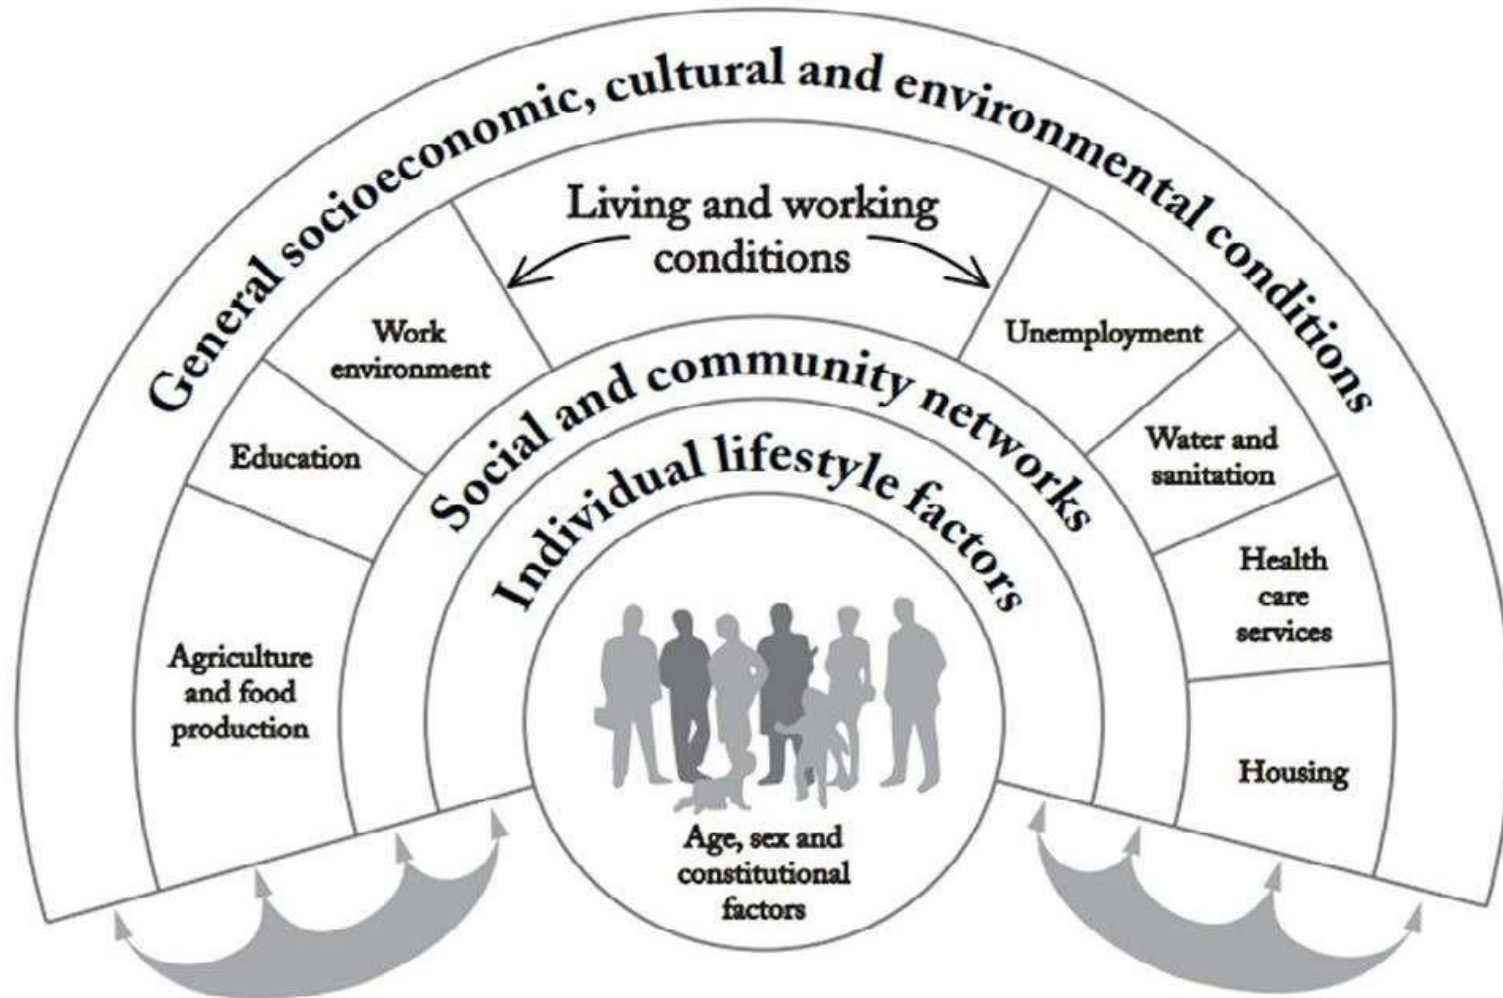 General socioeconomic, cultural and environmental conditions
Living and working
conditions
Work
environment
Unemployment
Education
Water and
sanitation
Agriculture
and food
production
Health
care
services
Housing
Social and community networks
Individual lifestyle factors
Age, sex and
constitutional
factors